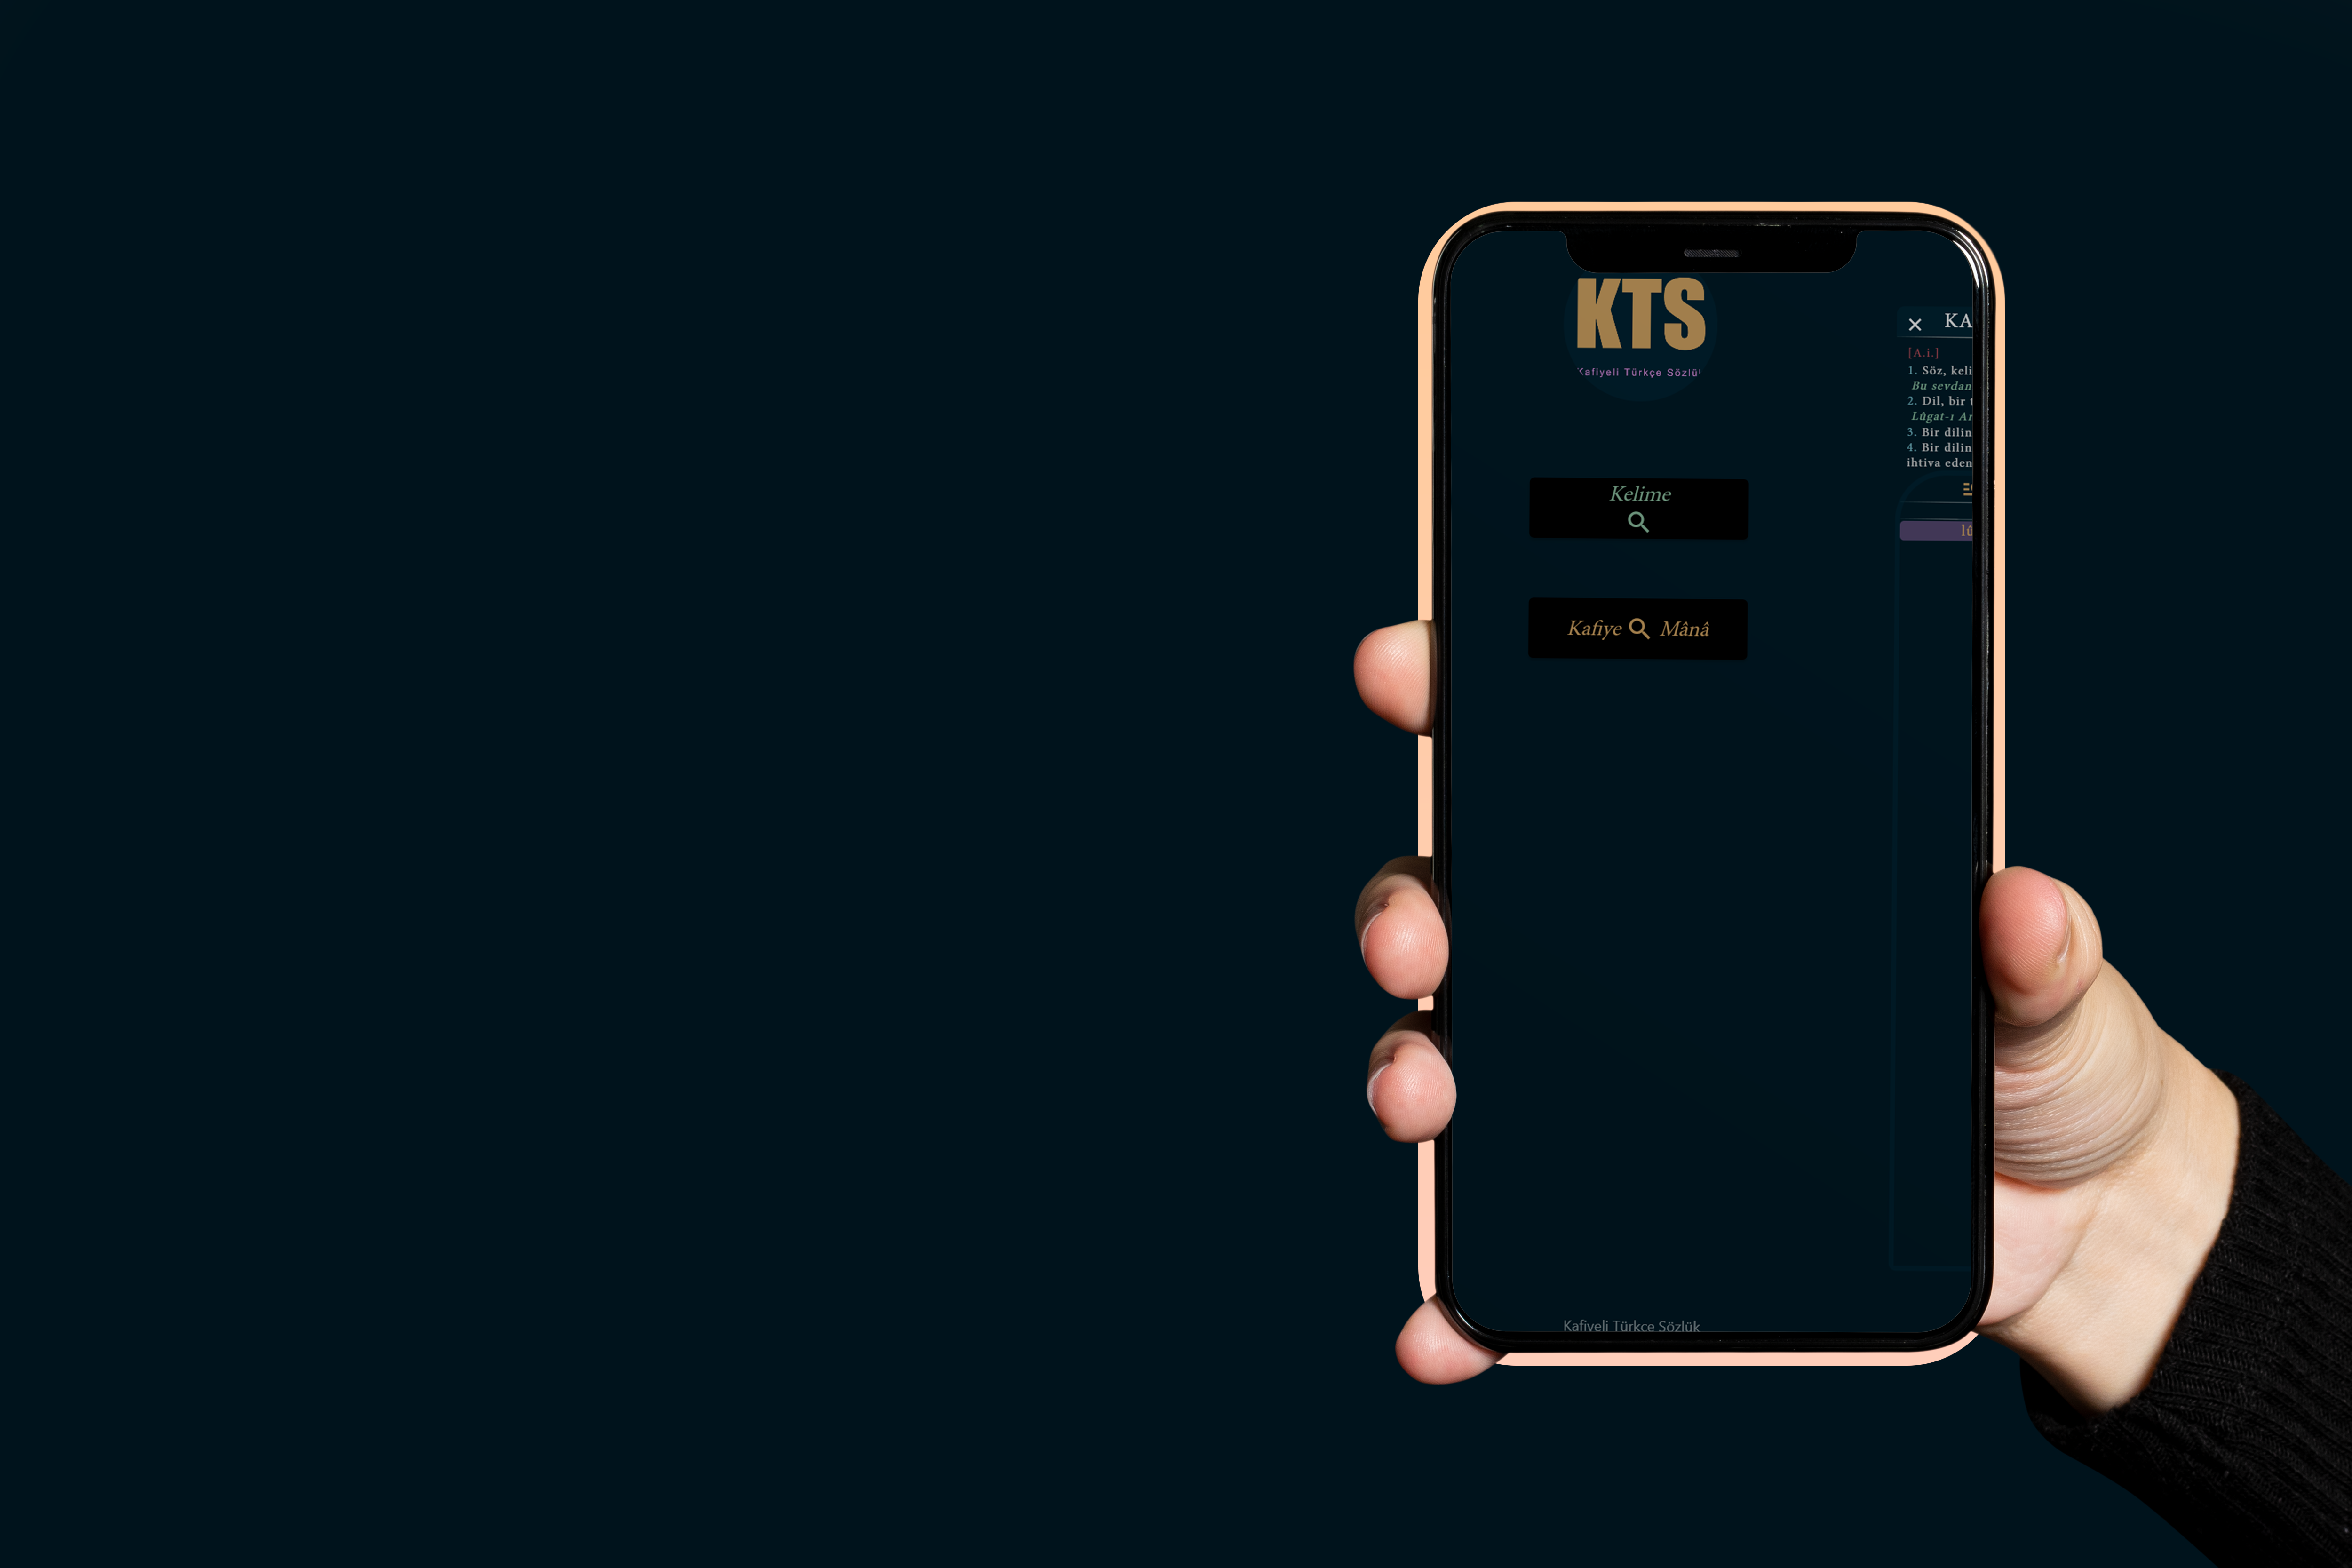 KTS
Kafiyeli Türkçe
Kelime
Kafiye Mânâ
KA
[A.i.]
1. Söz, keli
Bu sevdan
2. Dil, bir t
Lûgat-ı Ar
3. Bir dilin
4. Bir dilin
ihtiva eden
lû
Kafiyeli Türkçe Sözlük